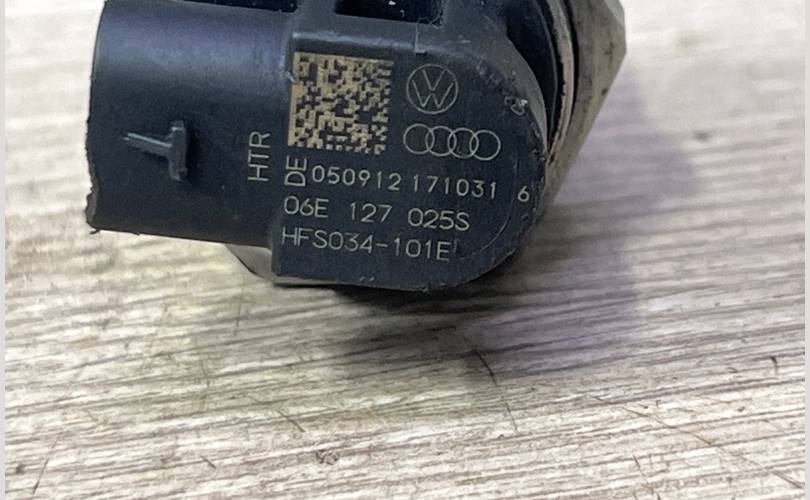 HTR
DE 050912 171031 6
06E 127 025S
HFS034-101E